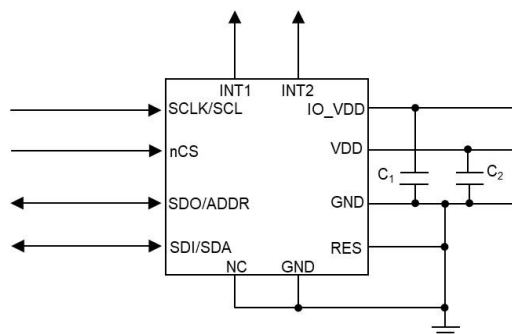 INT1 INT2
SCLK/SCL IO_VDD
nCS VDD
C1 C2
SDO/ADDR GND
SDI/SDA RES
NC GND